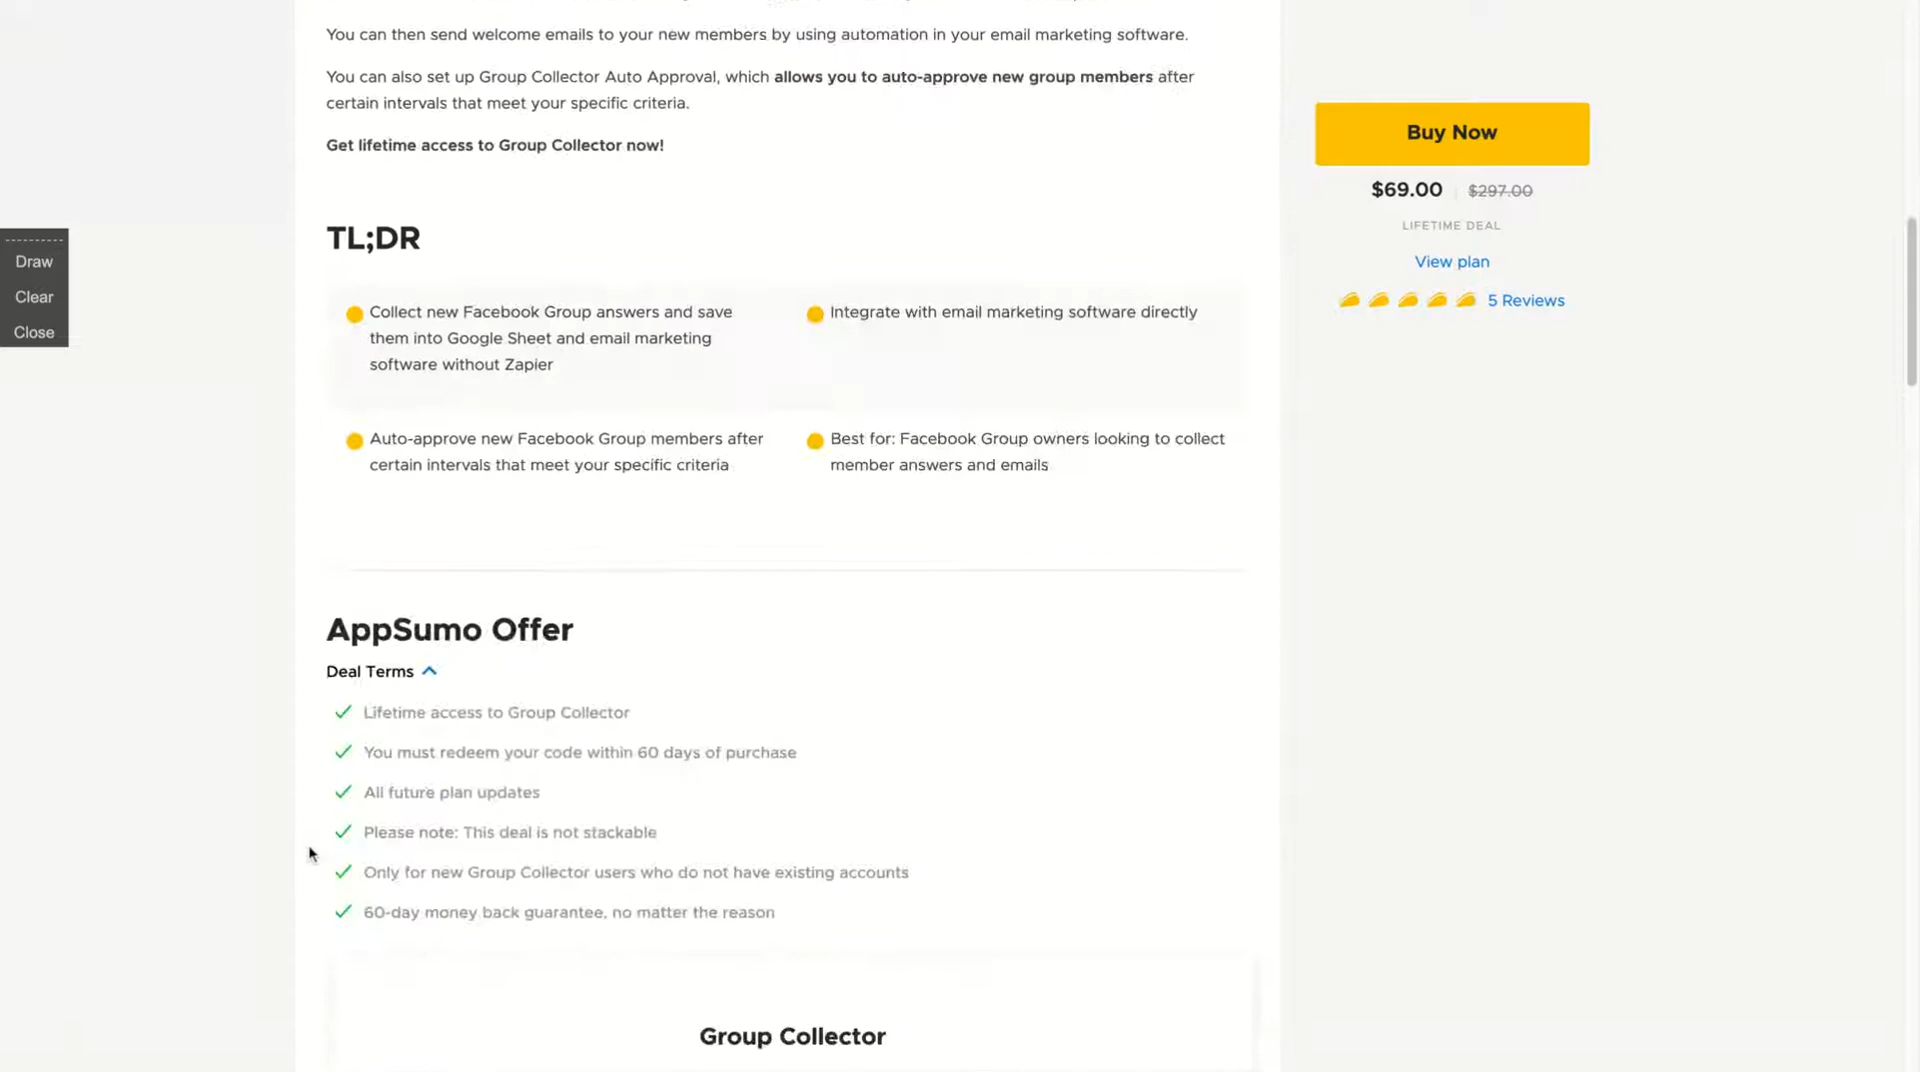 You can then send welcome emails to your new members by using automation in your email marketing software.
You can also set up Group Collector Auto Approval, which allows you to auto-approve new group members after
certain intervals that meet your specific criteria.
Get lifetime access to Group Collector now!
Buy Now
$69.00 $297.00
LIFETIME DEAL
View plan
5 Reviews
Draw
Clear
Close
TL;DR
Collect new Facebook Group answers and save
them into Google Sheet and email marketing
software without Zapier
Integrate with email marketing software directly
Auto-approve new Facebook Group members after
certain intervals that meet your specific criteria
Best for: Facebook Group owners looking to collect
member answers and emails
AppSumo Offer
Deal Terms
Lifetime access to Group Collector
You must redeem your code within 60 days of purchase
All future plan updates
Please note: This deal is not stackable
Only for new Group Collector users who do not have existing accounts
60-day money back guarantee, no matter the reason
Group Collector